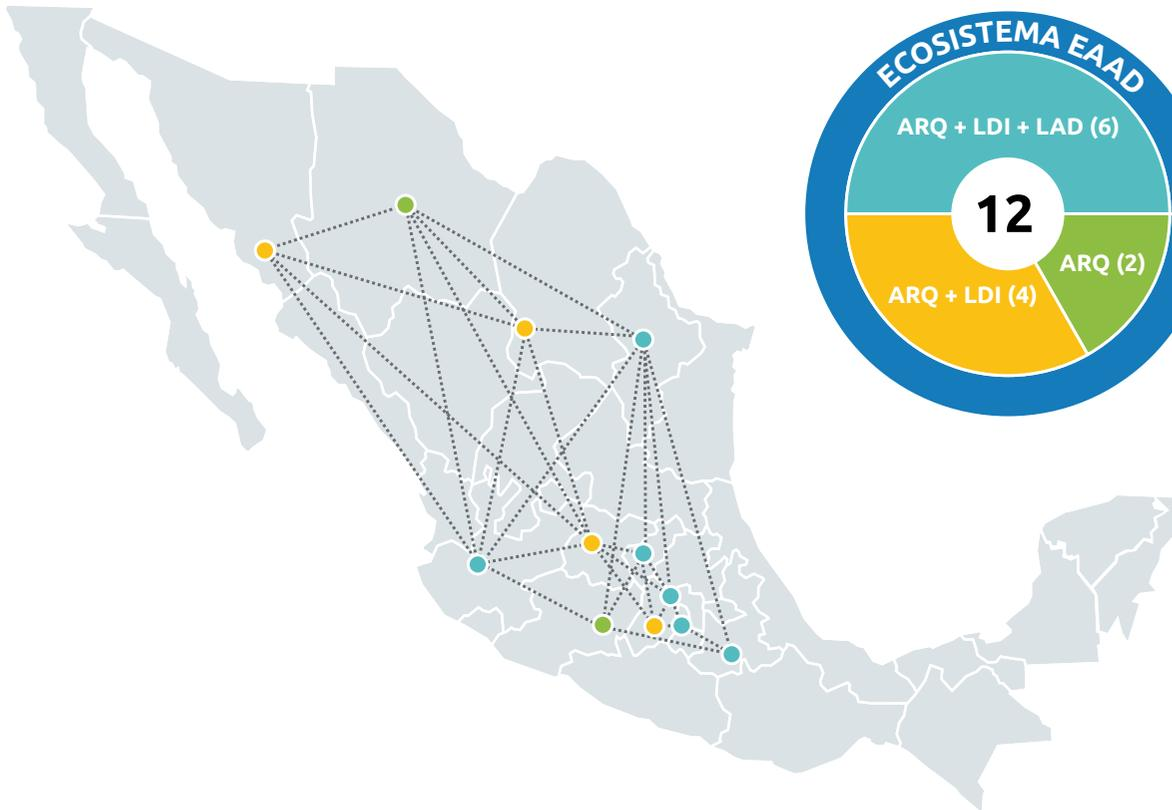 ECOSISTEMA EAAD
ARQ + LDI + LAD (6)
12
ARQ (2)
ARQ + LDI (4)